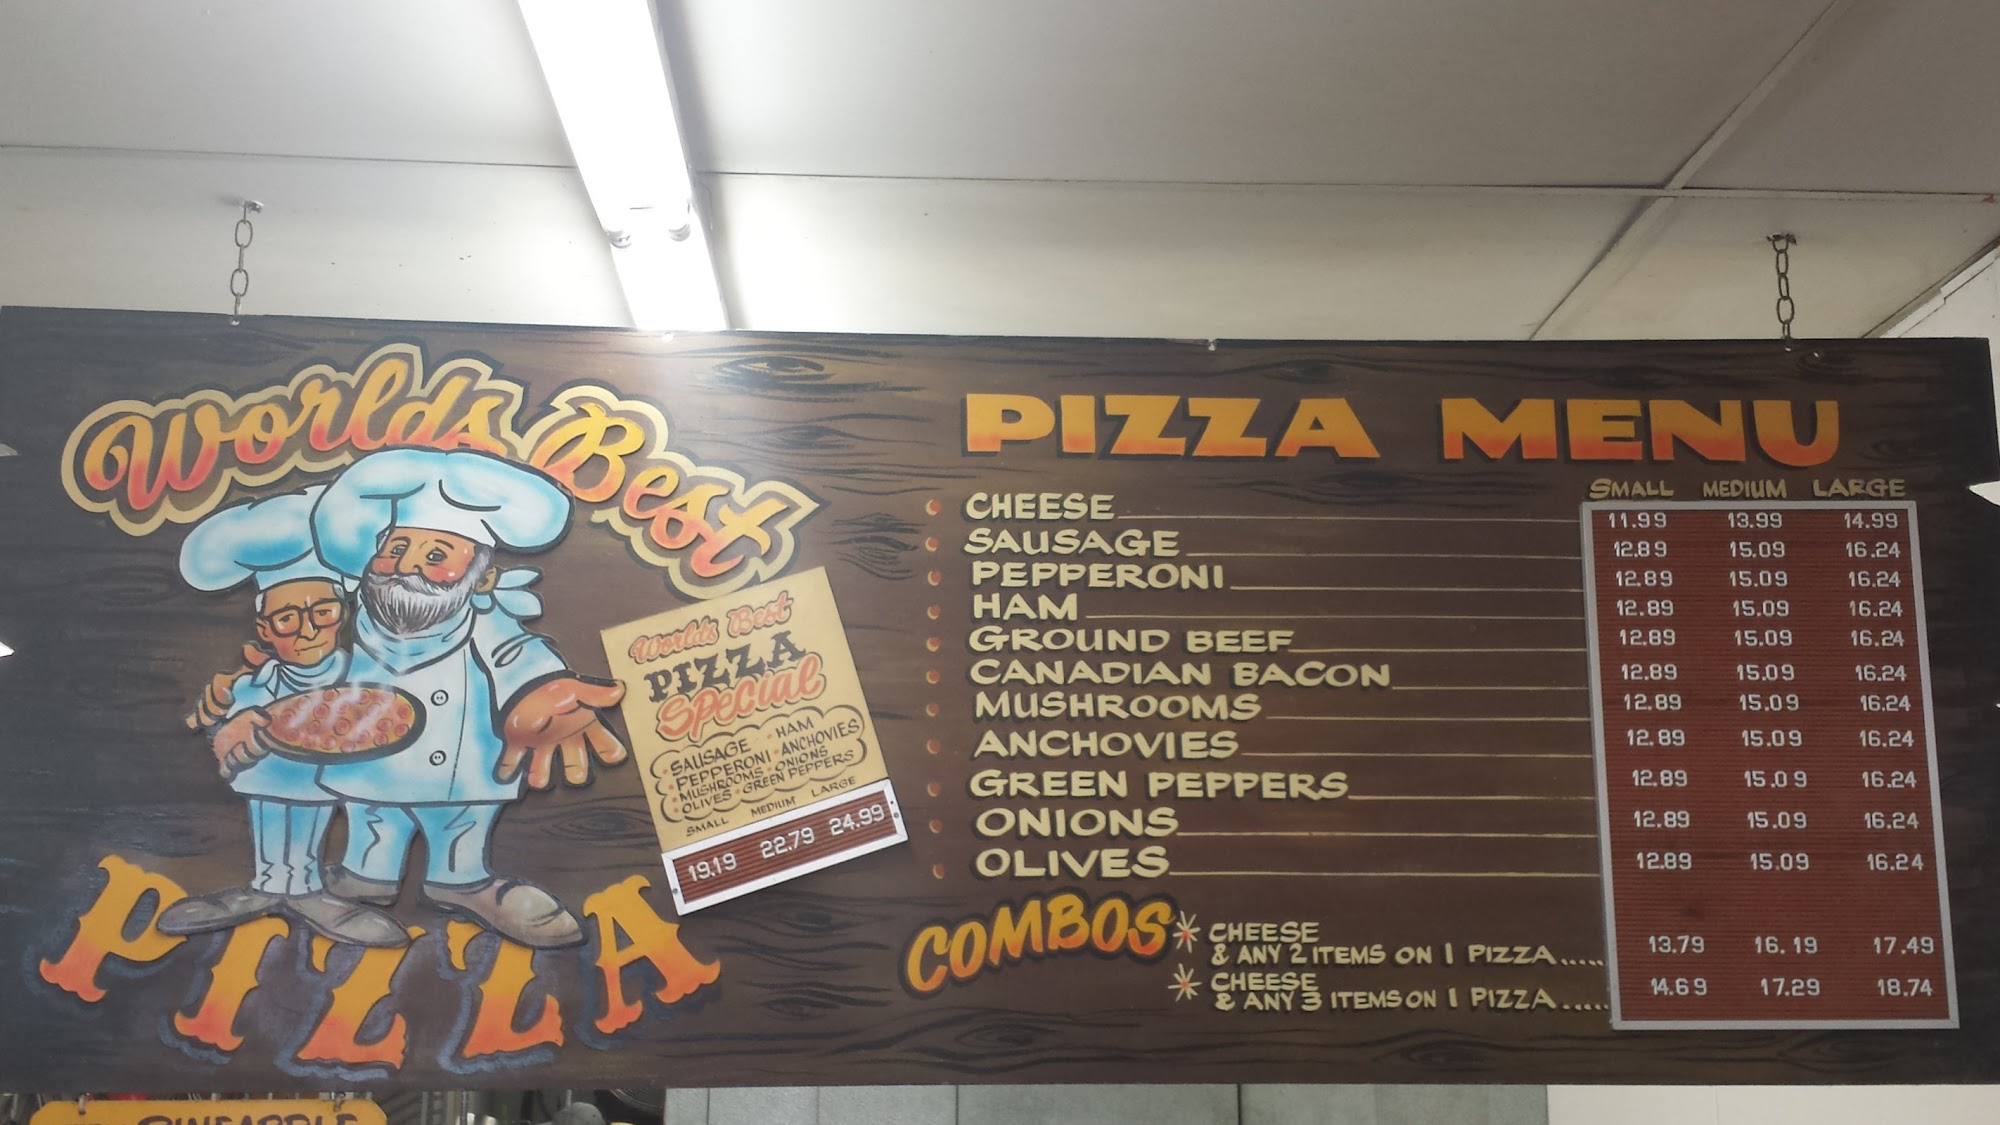 Worlds Best
PIZZA
Worlds Best
PIZZA
Special
SAUSAGE • HAM
PEPPERONI • ANCHOVIES
MUSHROOMS • ONIONS
OLIVES • GREEN PEPPERS
SMALL MEDIUM LARGE
19.19 22.79 24.99
PIZZA MENU
SMALL MEDIUM LARGE
CHEESE 11.99 13.99 14.99
SAUSAGE 12.89 15.09 16.24
PEPPERONI 12.89 15.09 16.24
HAM 12.89 15.09 16.24
GROUND BEEF 12.89 15.09 16.24
CANADIAN BACON 12.89 15.09 16.24
MUSHROOMS 12.89 15.09 16.24
ANCHOVIES 12.89 15.09 16.24
GREEN PEPPERS 12.89 15.09 16.24
ONIONS 12.89 15.09 16.24
OLIVES 12.89 15.09 16.24
COMBOS
* CHEESE
& ANY 2 ITEMS ON 1 PIZZA..... 13.79 16.19 17.49
* CHEESE
& ANY 3 ITEMS ON 1 PIZZA..... 14.69 17.29 18.74
PINEAPPLE